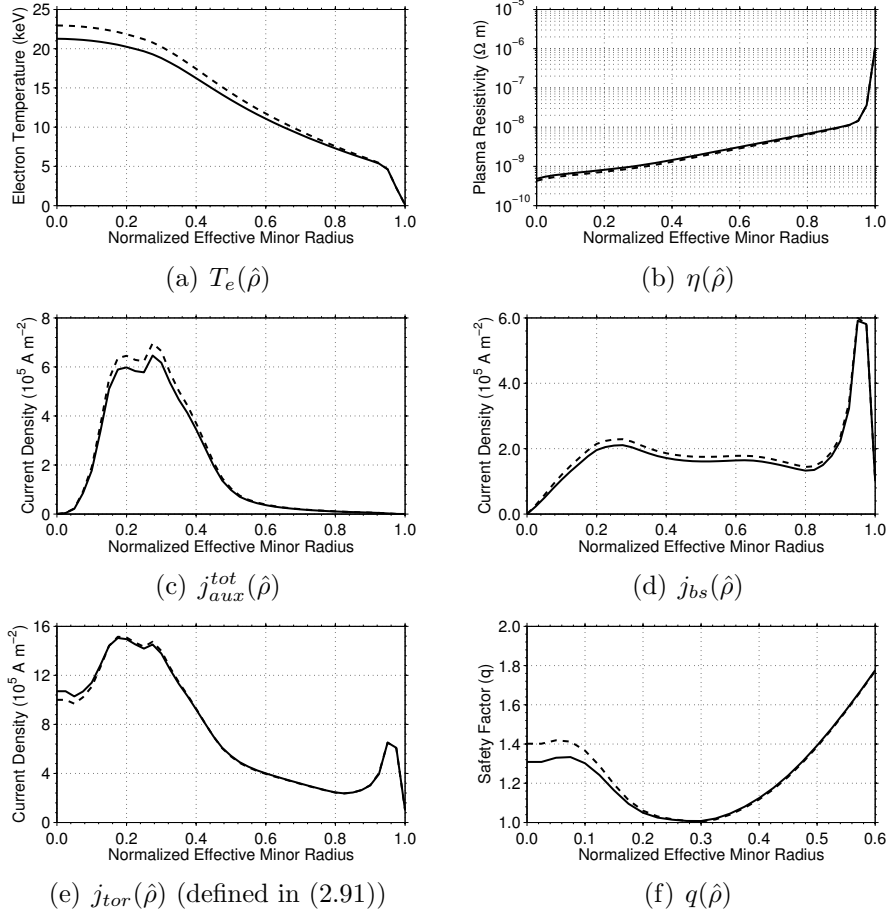 Electron Temperature (keV)
25
20
15
10
5
0
0.0 0.2 0.4 0.6 0.8 1.0
Normalized Effective Minor Radius
(a) T_e(ρ̂)
Plasma Resistivity (Ω m)
10⁻⁵
10⁻⁶
10⁻⁷
10⁻⁸
10⁻⁹
10⁻¹⁰
0.0 0.2 0.4 0.6 0.8 1.0
Normalized Effective Minor Radius
(b) η(ρ̂)
Current Density (10⁵ A m⁻²)
8
6
4
2
0
0.0 0.2 0.4 0.6 0.8 1.0
Normalized Effective Minor Radius
(c) j_{aux}^{tot}(ρ̂)
Current Density (10⁵ A m⁻²)
6.0
4.0
2.0
0.0
0.0 0.2 0.4 0.6 0.8 1.0
Normalized Effective Minor Radius
(d) j_{bs}(ρ̂)
Current Density (10⁵ A m⁻²)
16
12
8
4
0
0.0 0.2 0.4 0.6 0.8 1.0
Normalized Effective Minor Radius
(e) j_{tor}(ρ̂) (defined in (2.91))
Safety Factor (q)
2.0
1.8
1.6
1.4
1.2
1.0
0.0 0.1 0.2 0.3 0.4 0.5 0.6
Normalized Effective Minor Radius
(f) q(ρ̂)